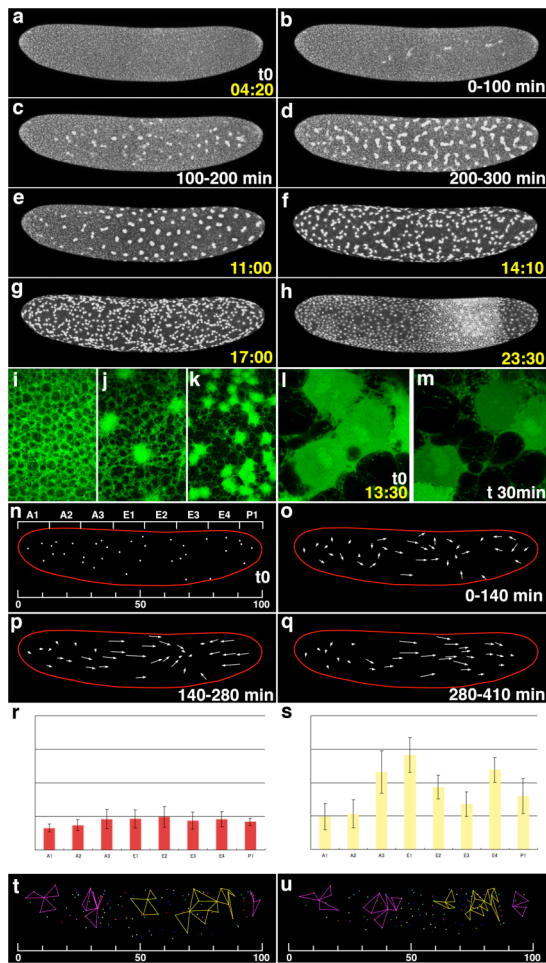 a
t0
04:20
b
0-100 min
c
100-200 min
d
200-300 min
e
11:00
f
14:10
g
17:00
h
23:30
i
j
k
l
t0
13:30
m
t 30min
n
A1 A2 A3 E1 E2 E3 E4 P1
t0
0 50 100
o
0-140 min
p
140-280 min
q
280-410 min
r
A1 A2 A3 E1 E2 E3 E4 P1
s
A1 A2 A3 E1 E2 E3 E4 P1
t
0 50 100
u
0 50 100